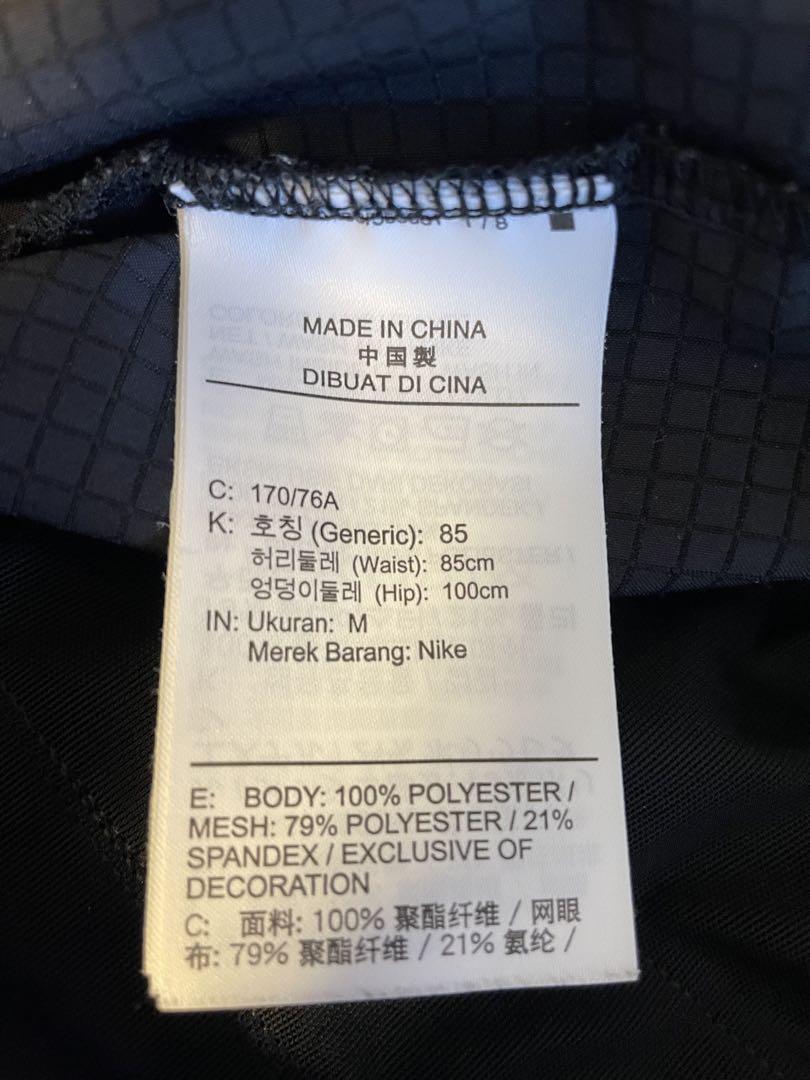 MADE IN CHINA
中国製
DIBUAT DI CINA
C: 170/76A
K: 호칭 (Generic): 85
허리둘레 (Waist): 85cm
엉덩이둘레 (Hip): 100cm
IN: Ukuran: M
Merek Barang: Nike
E: BODY: 100% POLYESTER /
MESH: 79% POLYESTER / 21%
SPANDEX / EXCLUSIVE OF
DECORATION
C: 面料: 100% 聚酯纤维 / 网眼
布: 79% 聚酯纤维 / 21% 氨纶 /